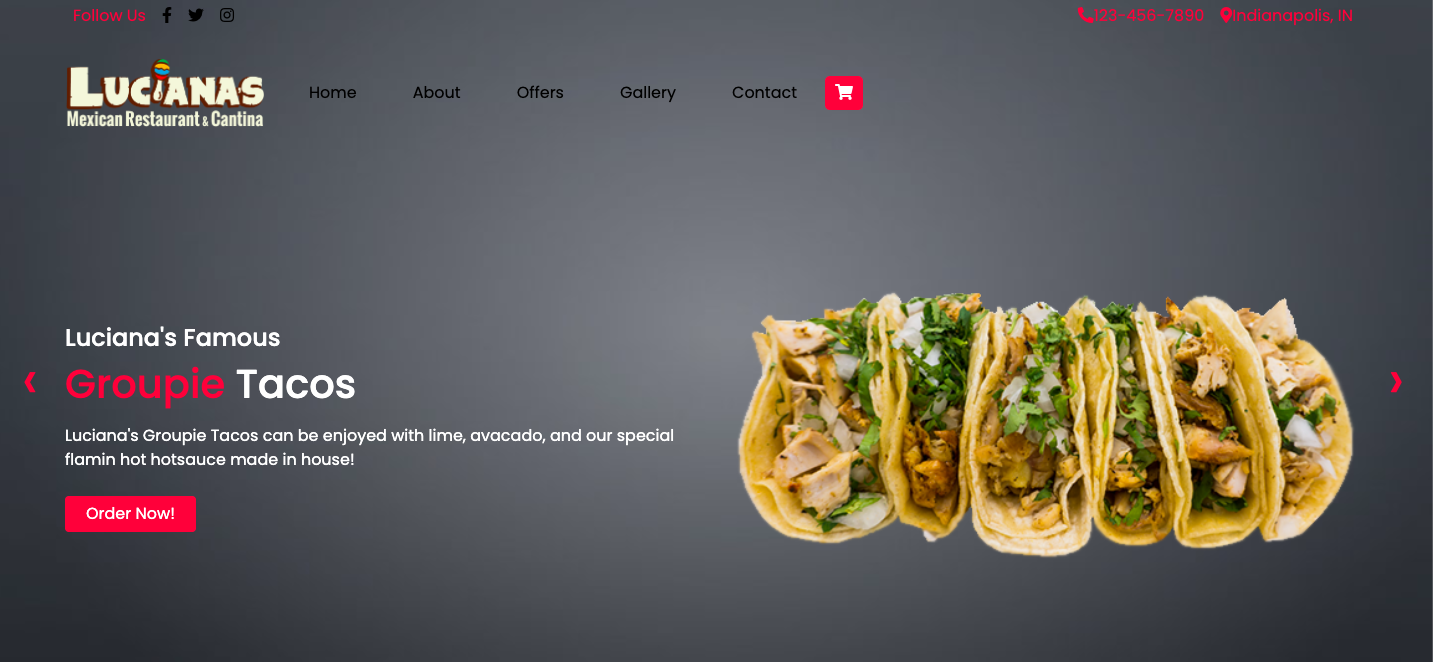 Follow Us
123-456-7890 Indianapolis, IN
LUCIANAS
Mexican Restaurant & Cantina
Home About Offers Gallery Contact
Luciana's Famous
Groupie Tacos
Luciana's Groupie Tacos can be enjoyed with lime, avacado, and our special
flamin hot hotsauce made in house!
Order Now!